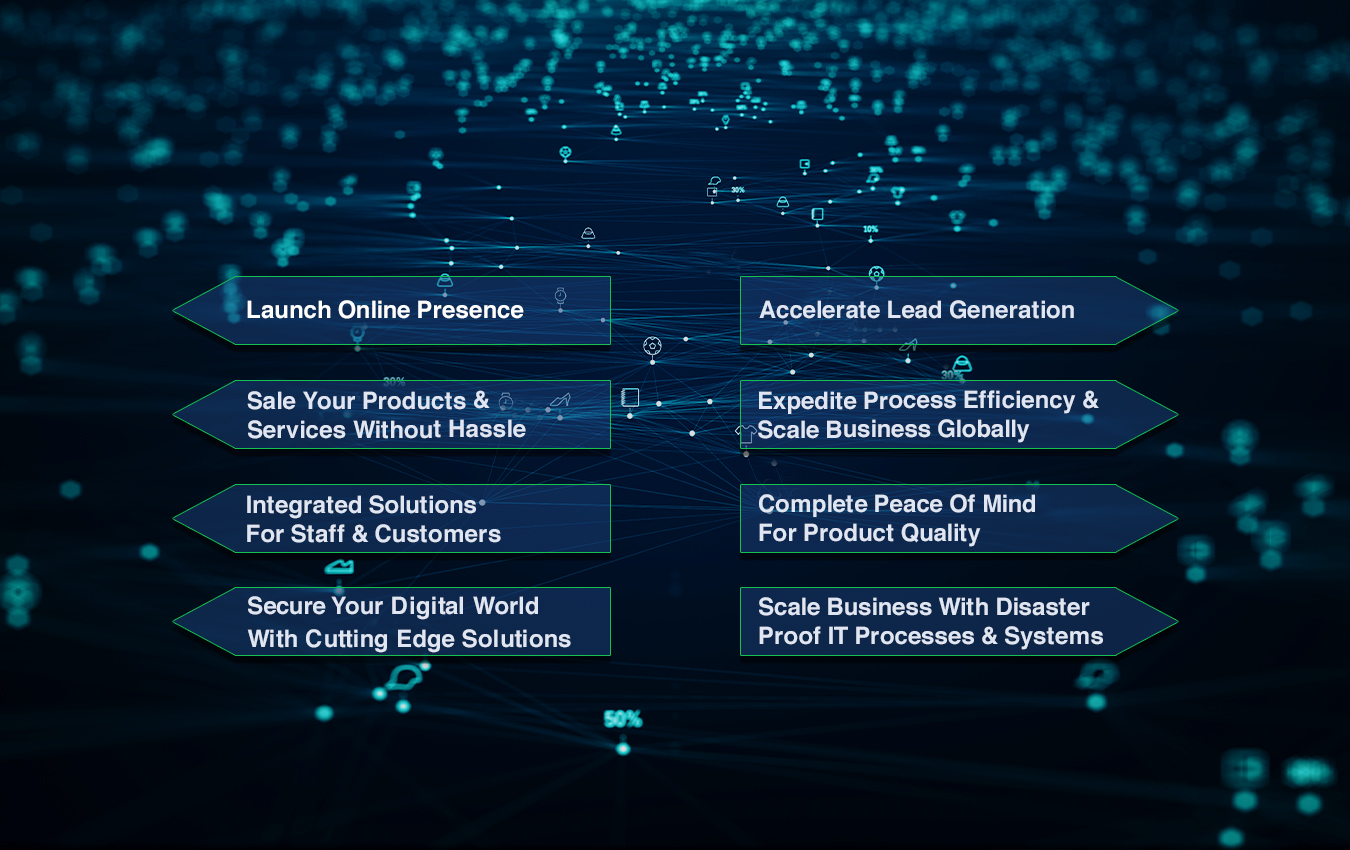 30%
10%
Launch Online Presence
Accelerate Lead Generation
30%
30%
Sale Your Products &
Services Without Hassle
Expedite Process Efficiency &
Scale Business Globally
Integrated Solutions
For Staff & Customers
Complete Peace Of Mind
For Product Quality
Secure Your Digital World
With Cutting Edge Solutions
Scale Business With Disaster
Proof IT Processes & Systems
50%